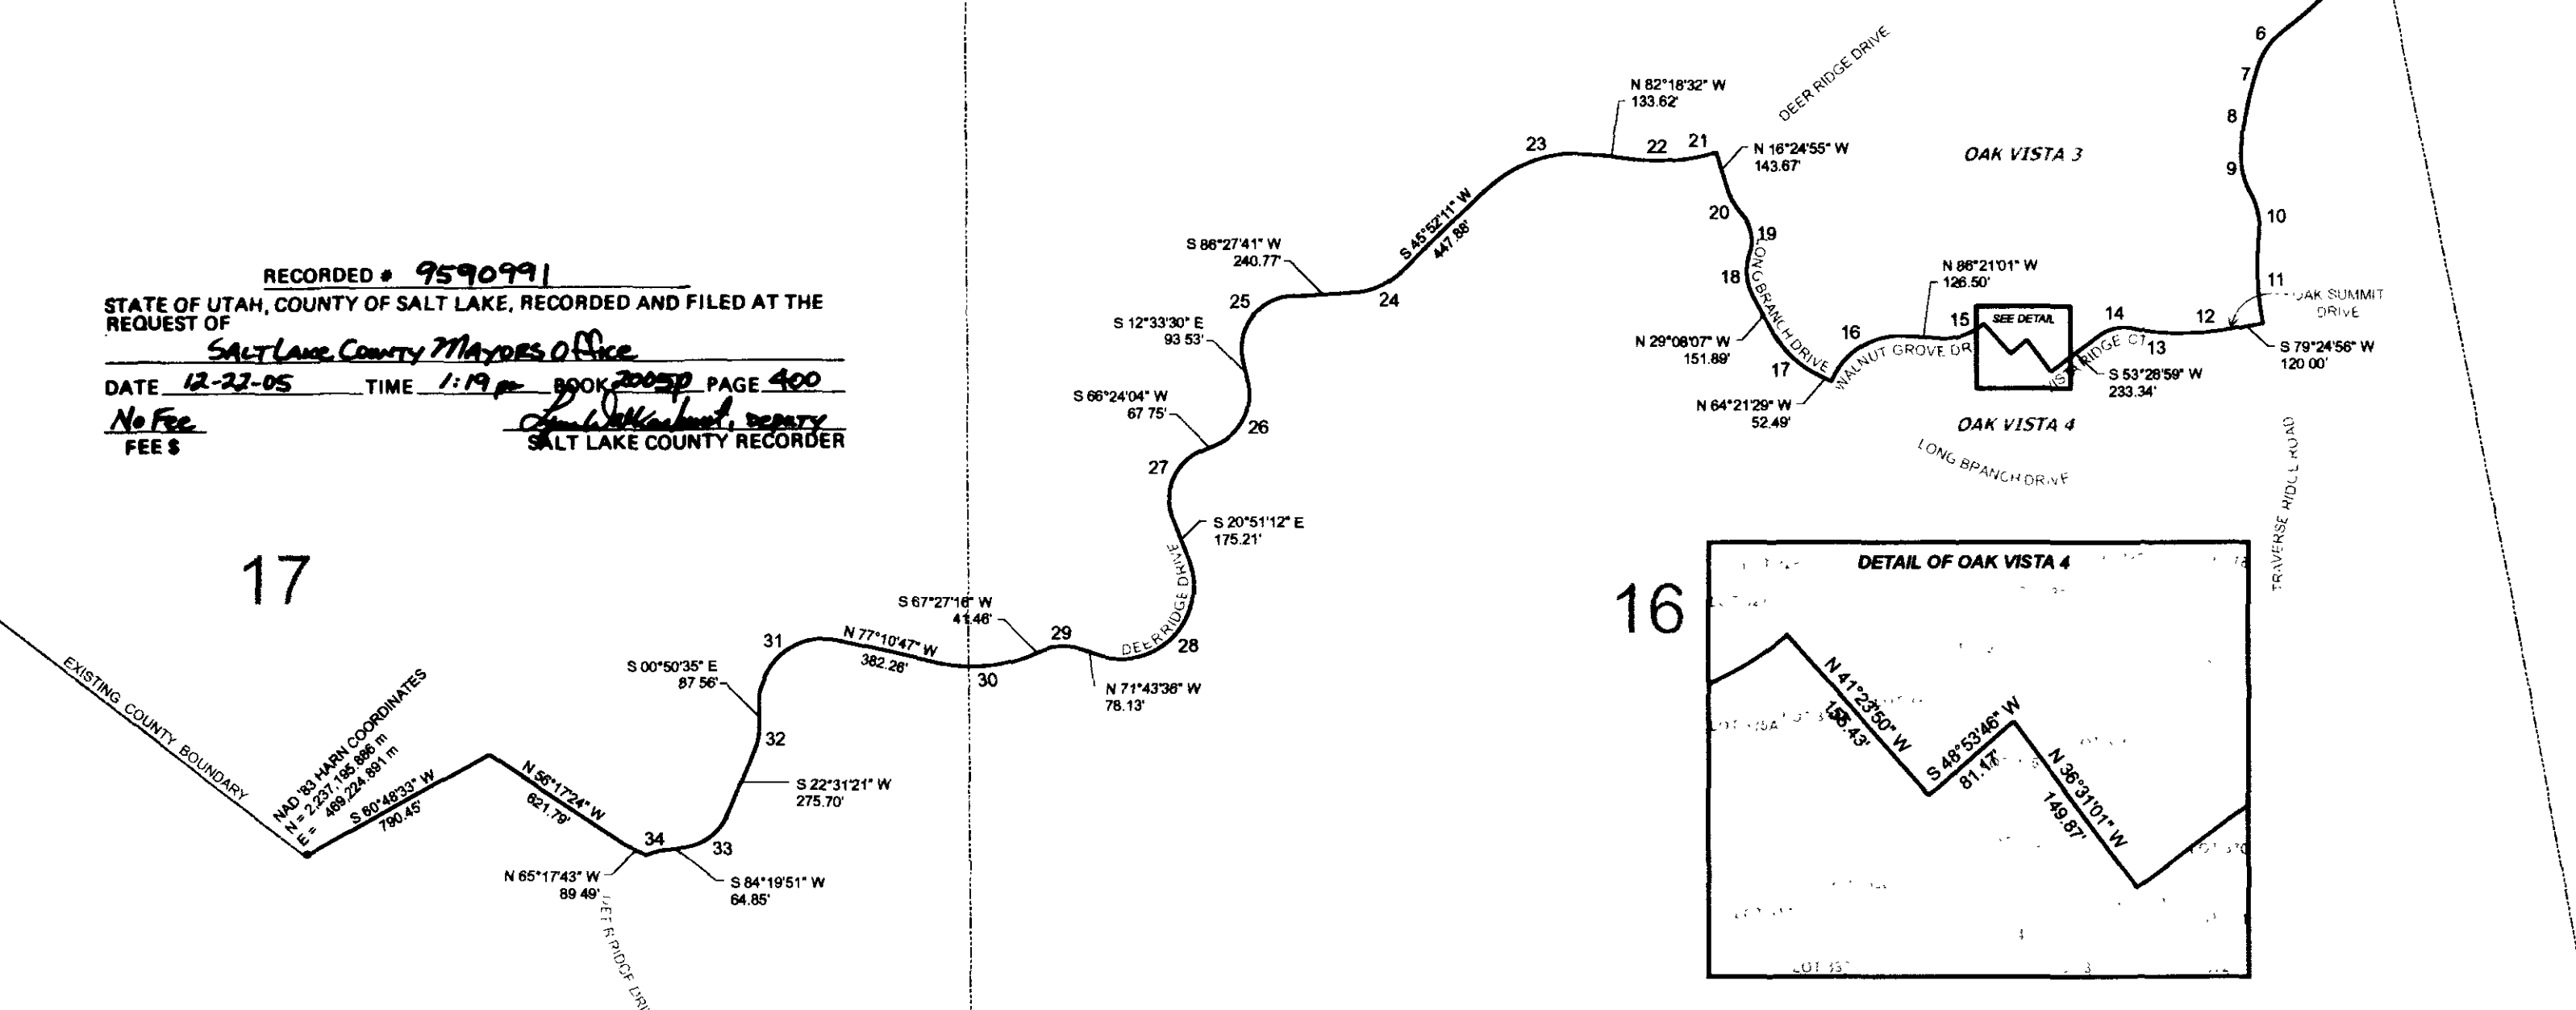 RECORDED # 9590991
STATE OF UTAH, COUNTY OF SALT LAKE, RECORDED AND FILED AT THE
REQUEST OF
SALT LAKE COUNTY MAYORS OFFICE
DATE 12-22-05 TIME 1:19 pm BOOK 2005P PAGE 400
No Fee
FEE $
DEPUTY
SALT LAKE COUNTY RECORDER
17
EXISTING COUNTY BOUNDARY
NAD '83 HARN COORDINATES
N = 2,237,195.886 m
E = 469,224.891 m
S 60°48'33" W
790.45'
N 56°17'24" W
621.79'
N 65°17'43" W
89 49'
34
S 84°19'51" W
64.85'
33
S 22°31'21" W
275.70'
32
S 00°50'35" E
87 56'
31
N 77°10'47" W
382.26'
30
S 67°27'16" W
41.46'
29
N 71°43'36" W
78.13'
28
DEER RIDGE DRIVE
S 20°51'12" E
175.21'
27
S 66°24'04" W
67 75'
26
S 12°33'30" E
93 53'
25
S 86°27'41" W
240.77'
24
S 45°52'11" W
447.88'
23
N 82°18'32" W
133.62'
22
21
DEER RIDGE DRIVE
N 16°24'55" W
143.67'
20
19
18
LONG BRANCH DRIVE
N 29°08'07" W
151.89'
17
N 64°21'29" W
52.49'
16
WALNUT GROVE DR
N 86°21'01" W
126.50'
15
SEE DETAIL
14
VISTA RIDGE CT
13
12
S 53°28'59" W
233.34'
OAK VISTA 3
OAK VISTA 4
LONG BRANCH DRIVE
6
7
8
9
10
11
OAK SUMMIT
DRIVE
S 79°24'56" W
120 00'
TRAVERSE RIDGE ROAD
16
DETAIL OF OAK VISTA 4
N 41°23'50" W
S 48°53'46" W
81.17'
N 36°31'01" W
149.87'